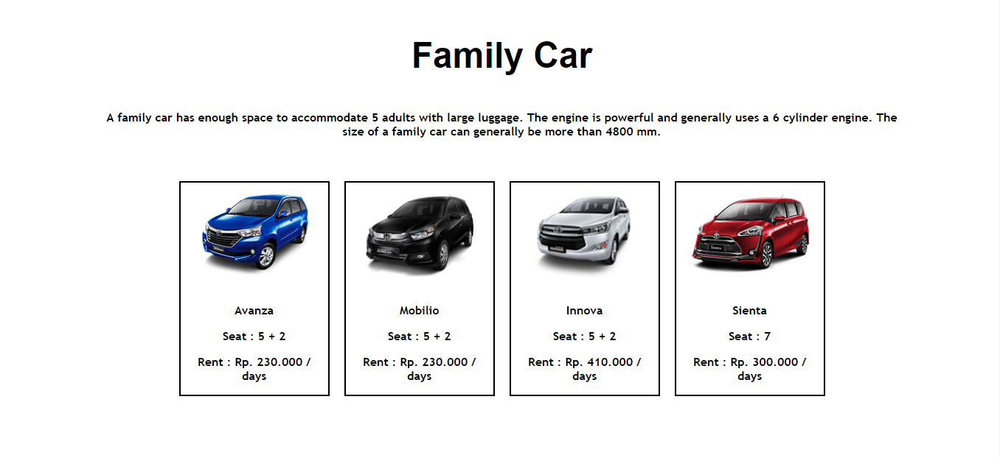 Family Car
A family car has enough space to accommodate 5 adults with large luggage. The engine is powerful and generally uses a 6 cylinder engine. The
size of a family car can generally be more than 4800 mm.
Avanza
Seat : 5 + 2
Rent : Rp. 230.000 /
days
Mobilio
Seat : 5 + 2
Rent : Rp. 230.000 /
days
Innova
Seat : 5 + 2
Rent : Rp. 410.000 /
days
Sienta
Seat : 7
Rent : Rp. 300.000 /
days